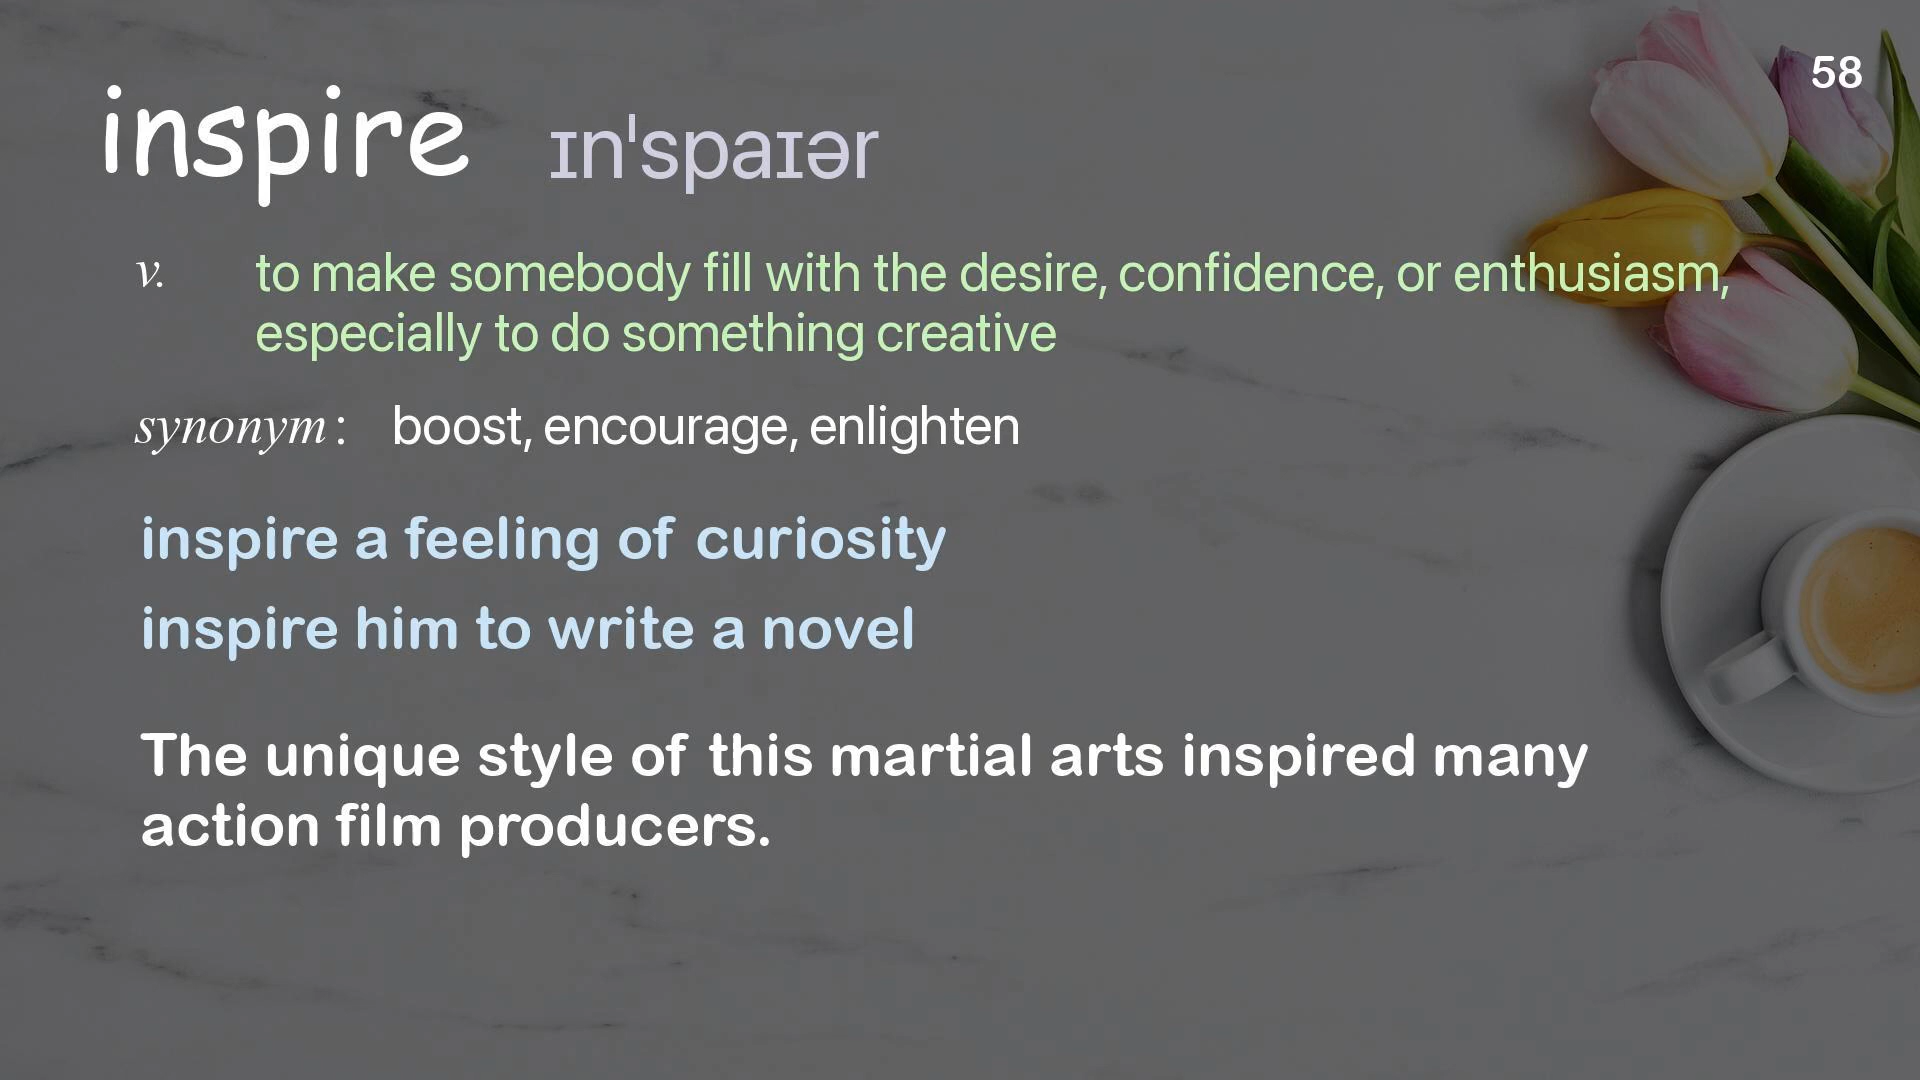 58
inspire ɪnˈspaɪər
v. to make somebody fill with the desire, confidence, or enthusiasm,
especially to do something creative
synonym: boost, encourage, enlighten
inspire a feeling of curiosity
inspire him to write a novel
The unique style of this martial arts inspired many
action film producers.